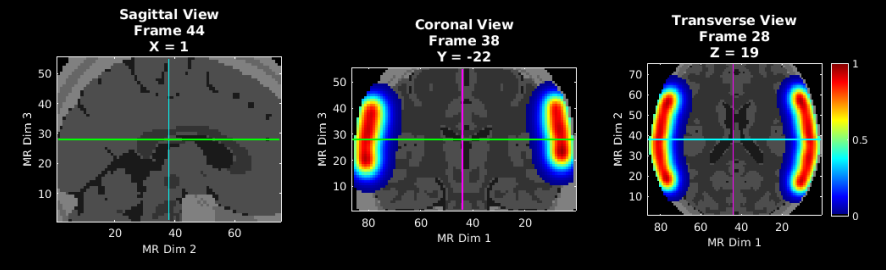 Sagittal View
Frame 44
X = 1
50
40
30
20
10
MR Dim 3
20
40
60
MR Dim 2
Coronal View
Frame 38
Y = -22
50
40
30
20
10
MR Dim 3
80
60
40
20
MR Dim 1
Transverse View
Frame 28
Z = 19
70
60
50
40
30
20
10
MR Dim 2
80
60
40
20
MR Dim 1
1
0.5
0